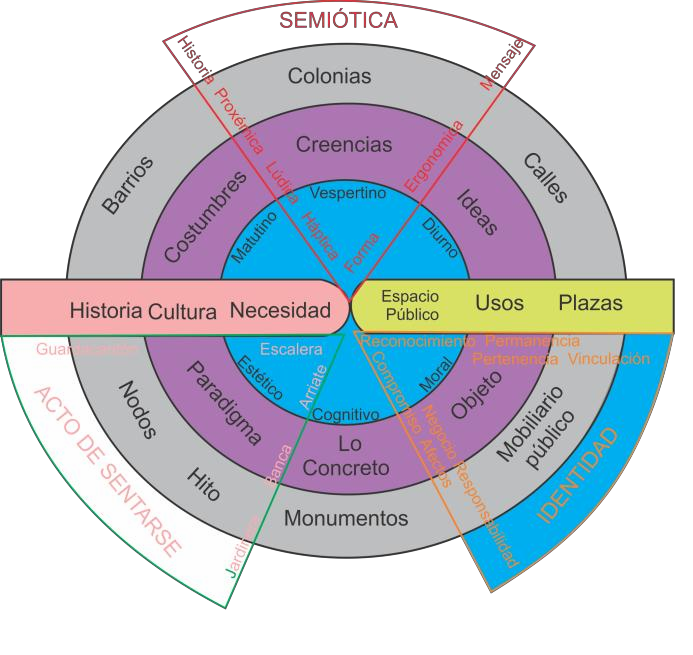 SEMIÓTICA
Historia
Mensaje
Colonias
Proxémica
Ergonomica
Creencias
Barrios
Calles
Costumbres
Lúdica
Ideas
Vespertino
Matutino
Háptica
Forma
Diurno
Historia Cultura Necesidad
Espacio
Público
Usos
Plazas
Guardacantón
Escalera
Reconocimiento Permanencia
Pertenencia Vinculación
Estético
Arriate
Compromiso Afectos
Moral
ACTO DE SENTARSE
Nodos
Paradigma
Cognitivo
Negocio Responsabilidad
Objeto
Mobiliario
público
IDENTIDAD
Lo
Concreto
Banca
Hito
Monumentos